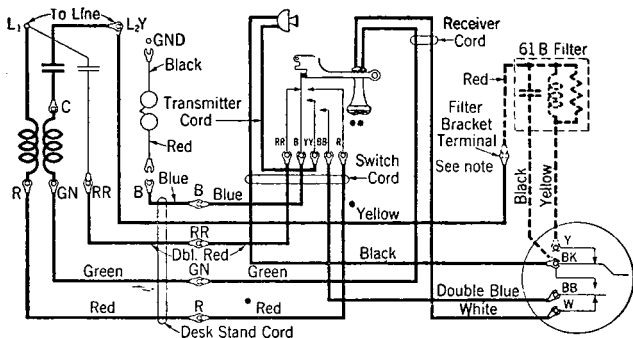 L₁ To Line L₂Y
GND
Black
Receiver
Cord
61 B Filter
Red
Filter
Bracket
Terminal
See note
C
Transmitter
Cord
Red
RR B YY BB R
Switch
Cord
Black
Yellow
R GN RR B
Blue
B
Blue
Yellow
RR
Dbl. Red
Black
Y
BK
Green
GN
Green
Double Blue
BB
Red
R
Red
White
W
Desk Stand Cord